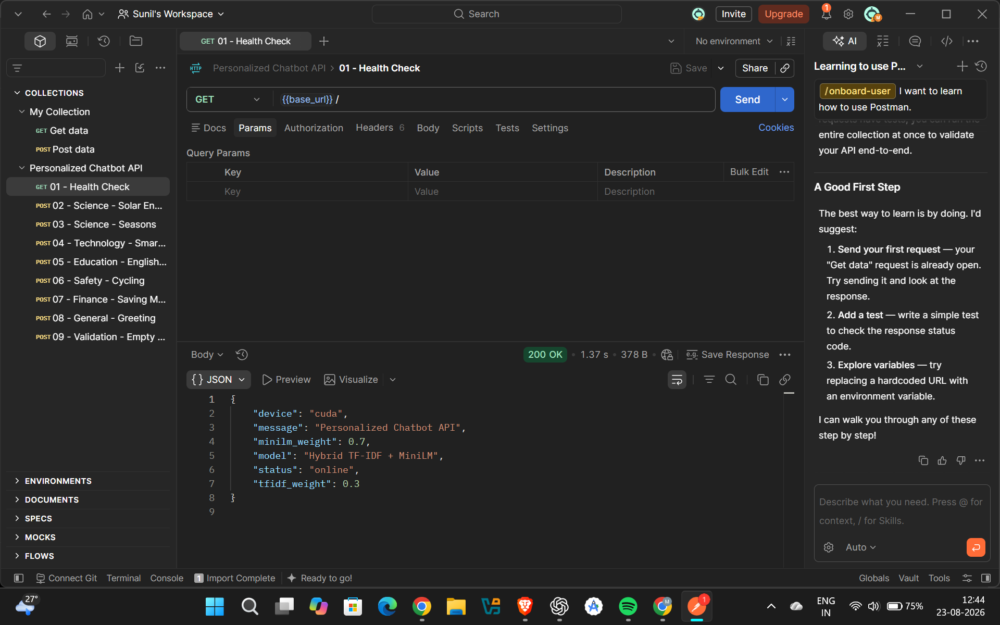 Sunil's Workspace
Search
Invite
Upgrade
1
M
GET 01 - Health Check
No environment
AI
HTTP Personalized Chatbot API > 01 - Health Check
Save
Share
Learning to use P...
COLLECTIONS
My Collection
GET Get data
POST Post data
Personalized Chatbot API
GET 01 - Health Check
POST 02 - Science - Solar En...
POST 03 - Science - Seasons
POST 04 - Technology - Smar...
POST 05 - Education - English...
POST 06 - Safety - Cycling
POST 07 - Finance - Saving M...
POST 08 - General - Greeting
POST 09 - Validation - Empty ...
ENVIRONMENTS
DOCUMENTS
SPECS
MOCKS
FLOWS
GET {{base_url}} /
Send
Docs Params Authorization Headers 6 Body Scripts Tests Settings
Cookies
Query Params
Key Value Description Bulk Edit
Key Value Description
Body
200 OK • 1.37 s • 378 B
e.g. Save Response
{} JSON Preview Visualize
1 {
2 "device": "cuda",
3 "message": "Personalized Chatbot API",
4 "minilm_weight": 0.7,
5 "model": "Hybrid TF-IDF + MiniLM",
6 "status": "online",
7 "tfidf_weight": 0.3
8 }
9
/onboard-user I want to learn
how to use Postman.
requests have tests, you can run the
entire collection at once to validate
your API end-to-end.
A Good First Step
The best way to learn is by doing. I'd
suggest:
1. Send your first request — your
"Get data" request is already open.
Try sending it and look at the
response.
2. Add a test — write a simple test
to check the response status
code.
3. Explore variables — try
replacing a hardcoded URL with
an environment variable.
I can walk you through any of these
step by step!
Describe what you need. Press @ for
context, / for Skills.
Auto
Connect Git Terminal Console 1 Import Complete Ready to go!
Globals Vault Tools
27°
M
1
ENG
IN
75%
12:44
23-08-2026